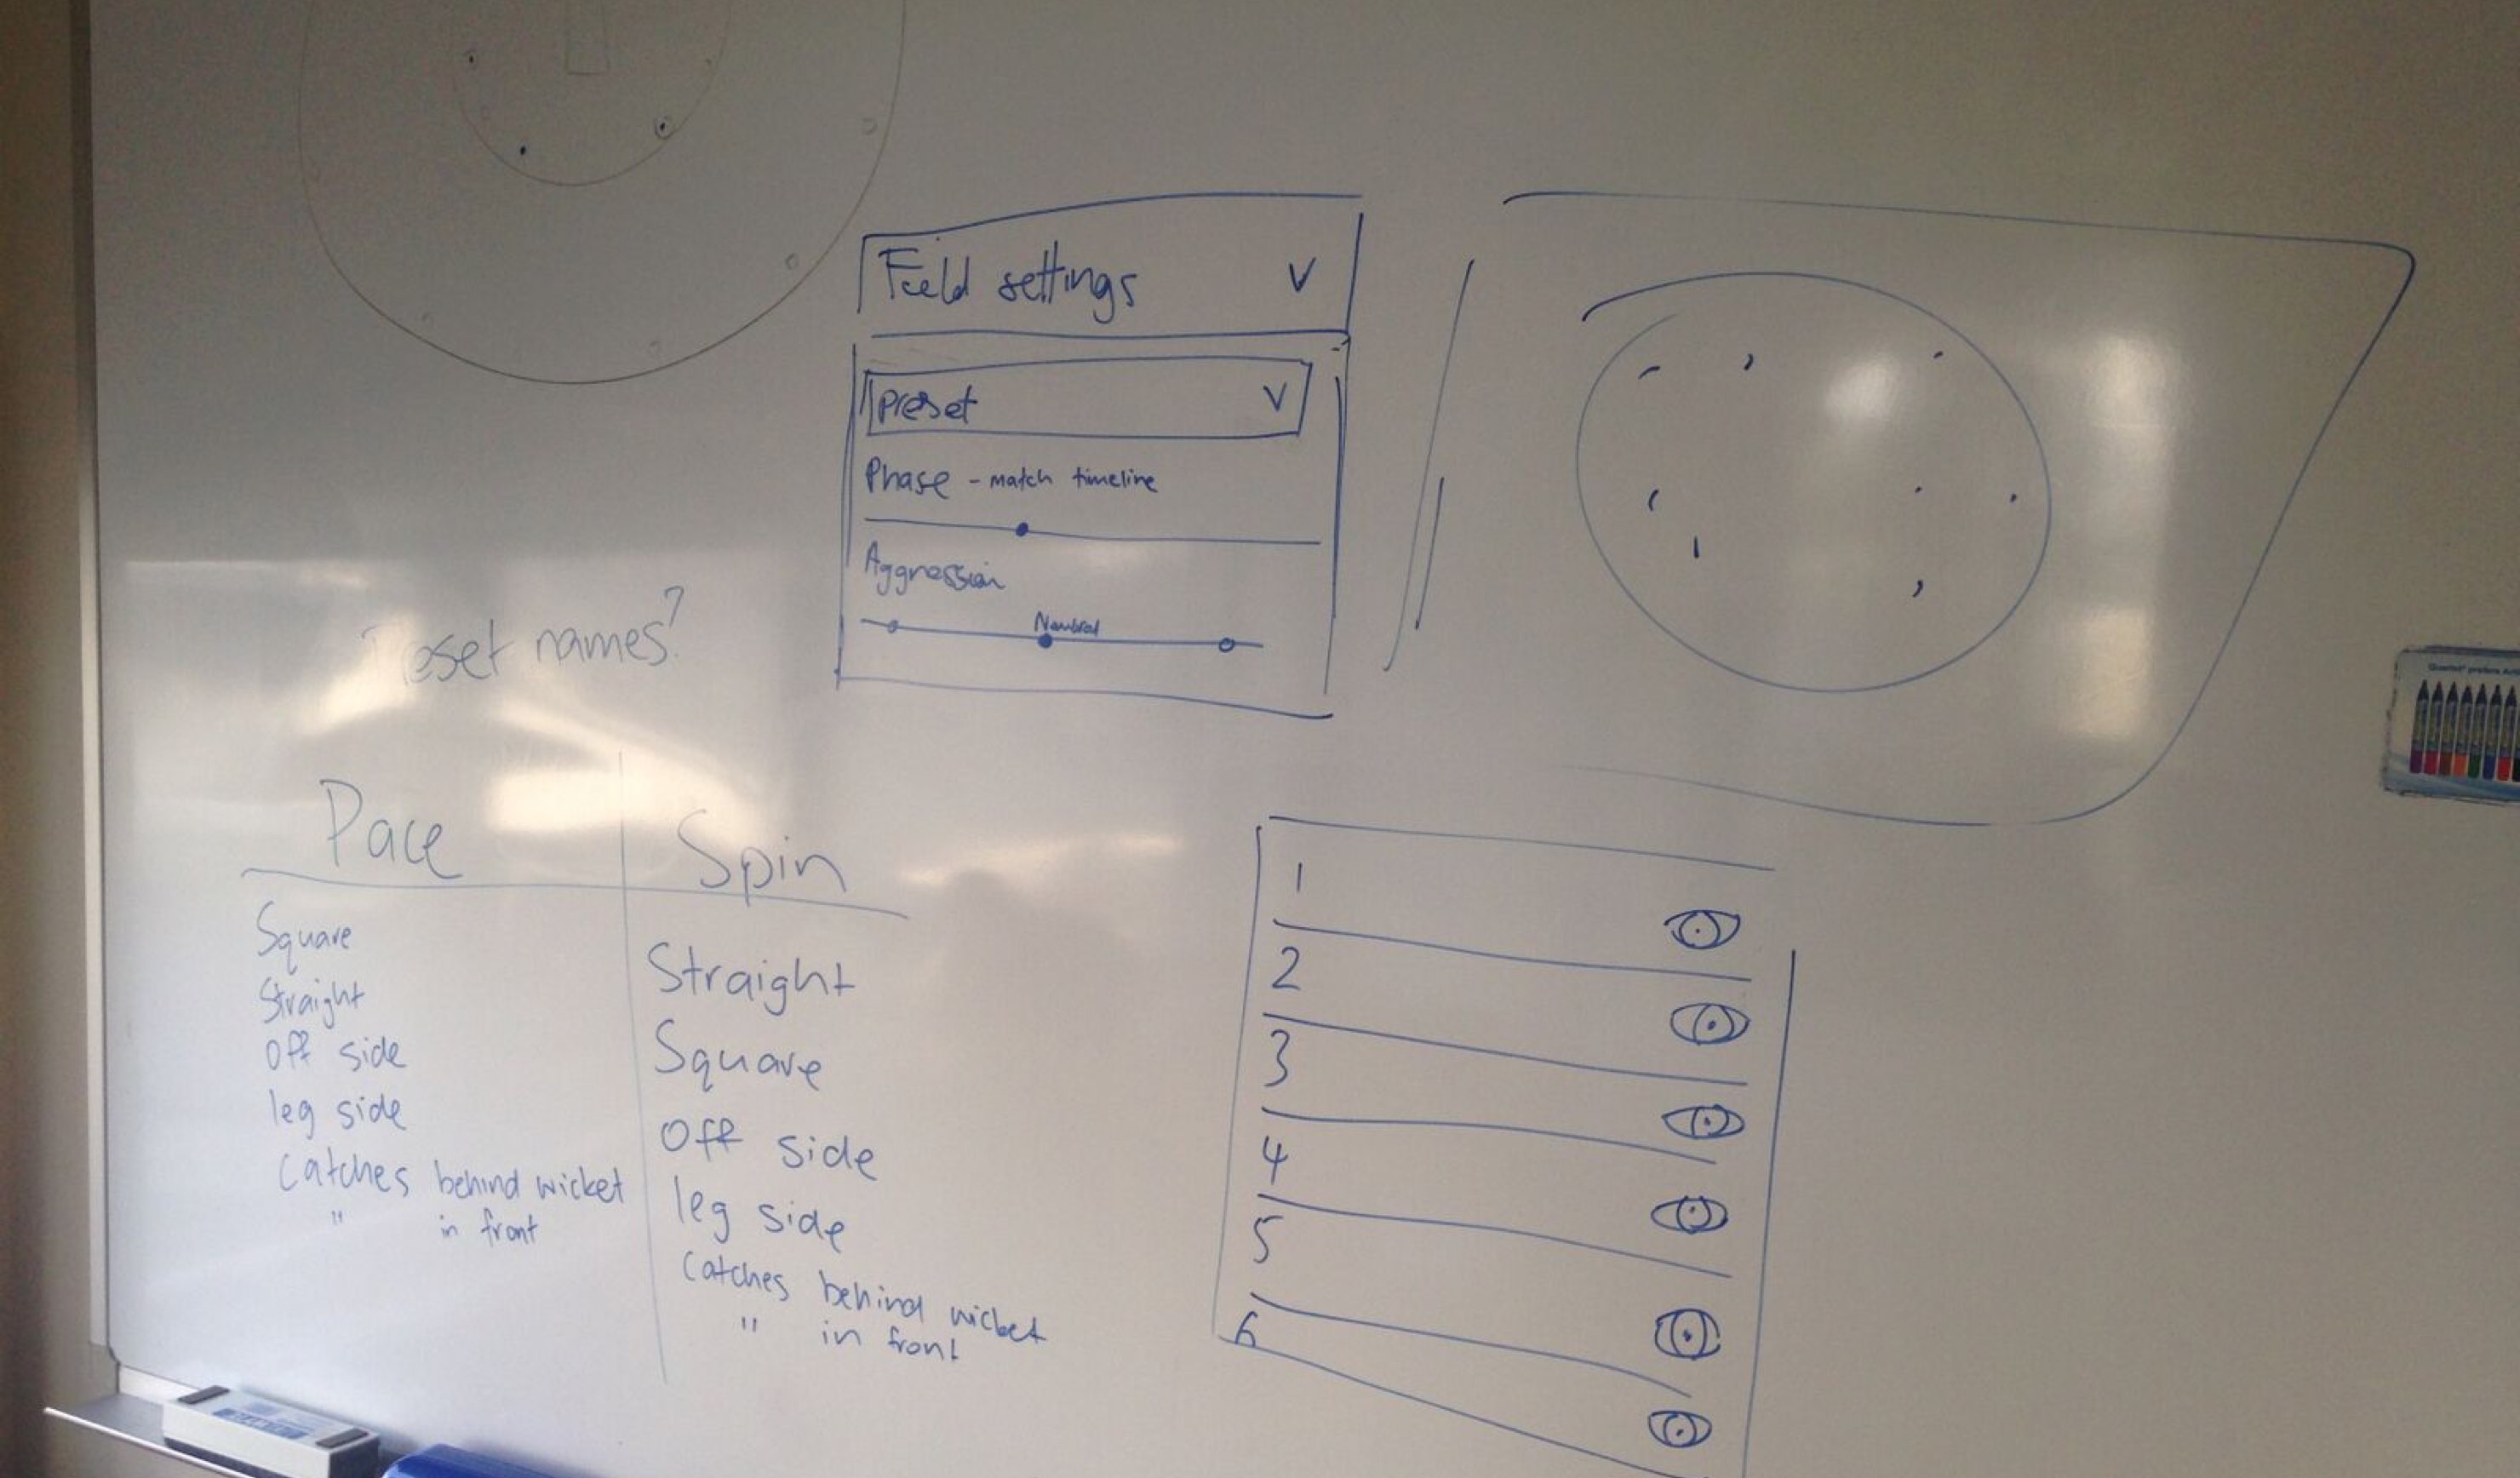 Field settings V
preset V
Phase - match timeline
Aggression
Neutral
names?
Pace
Square
Straight
Off side
leg side
Catches behind wicket
" in front
Spin
Straight
Square
Off side
leg side
Catches behind wicket
" in front
1
2
3
4
5
6